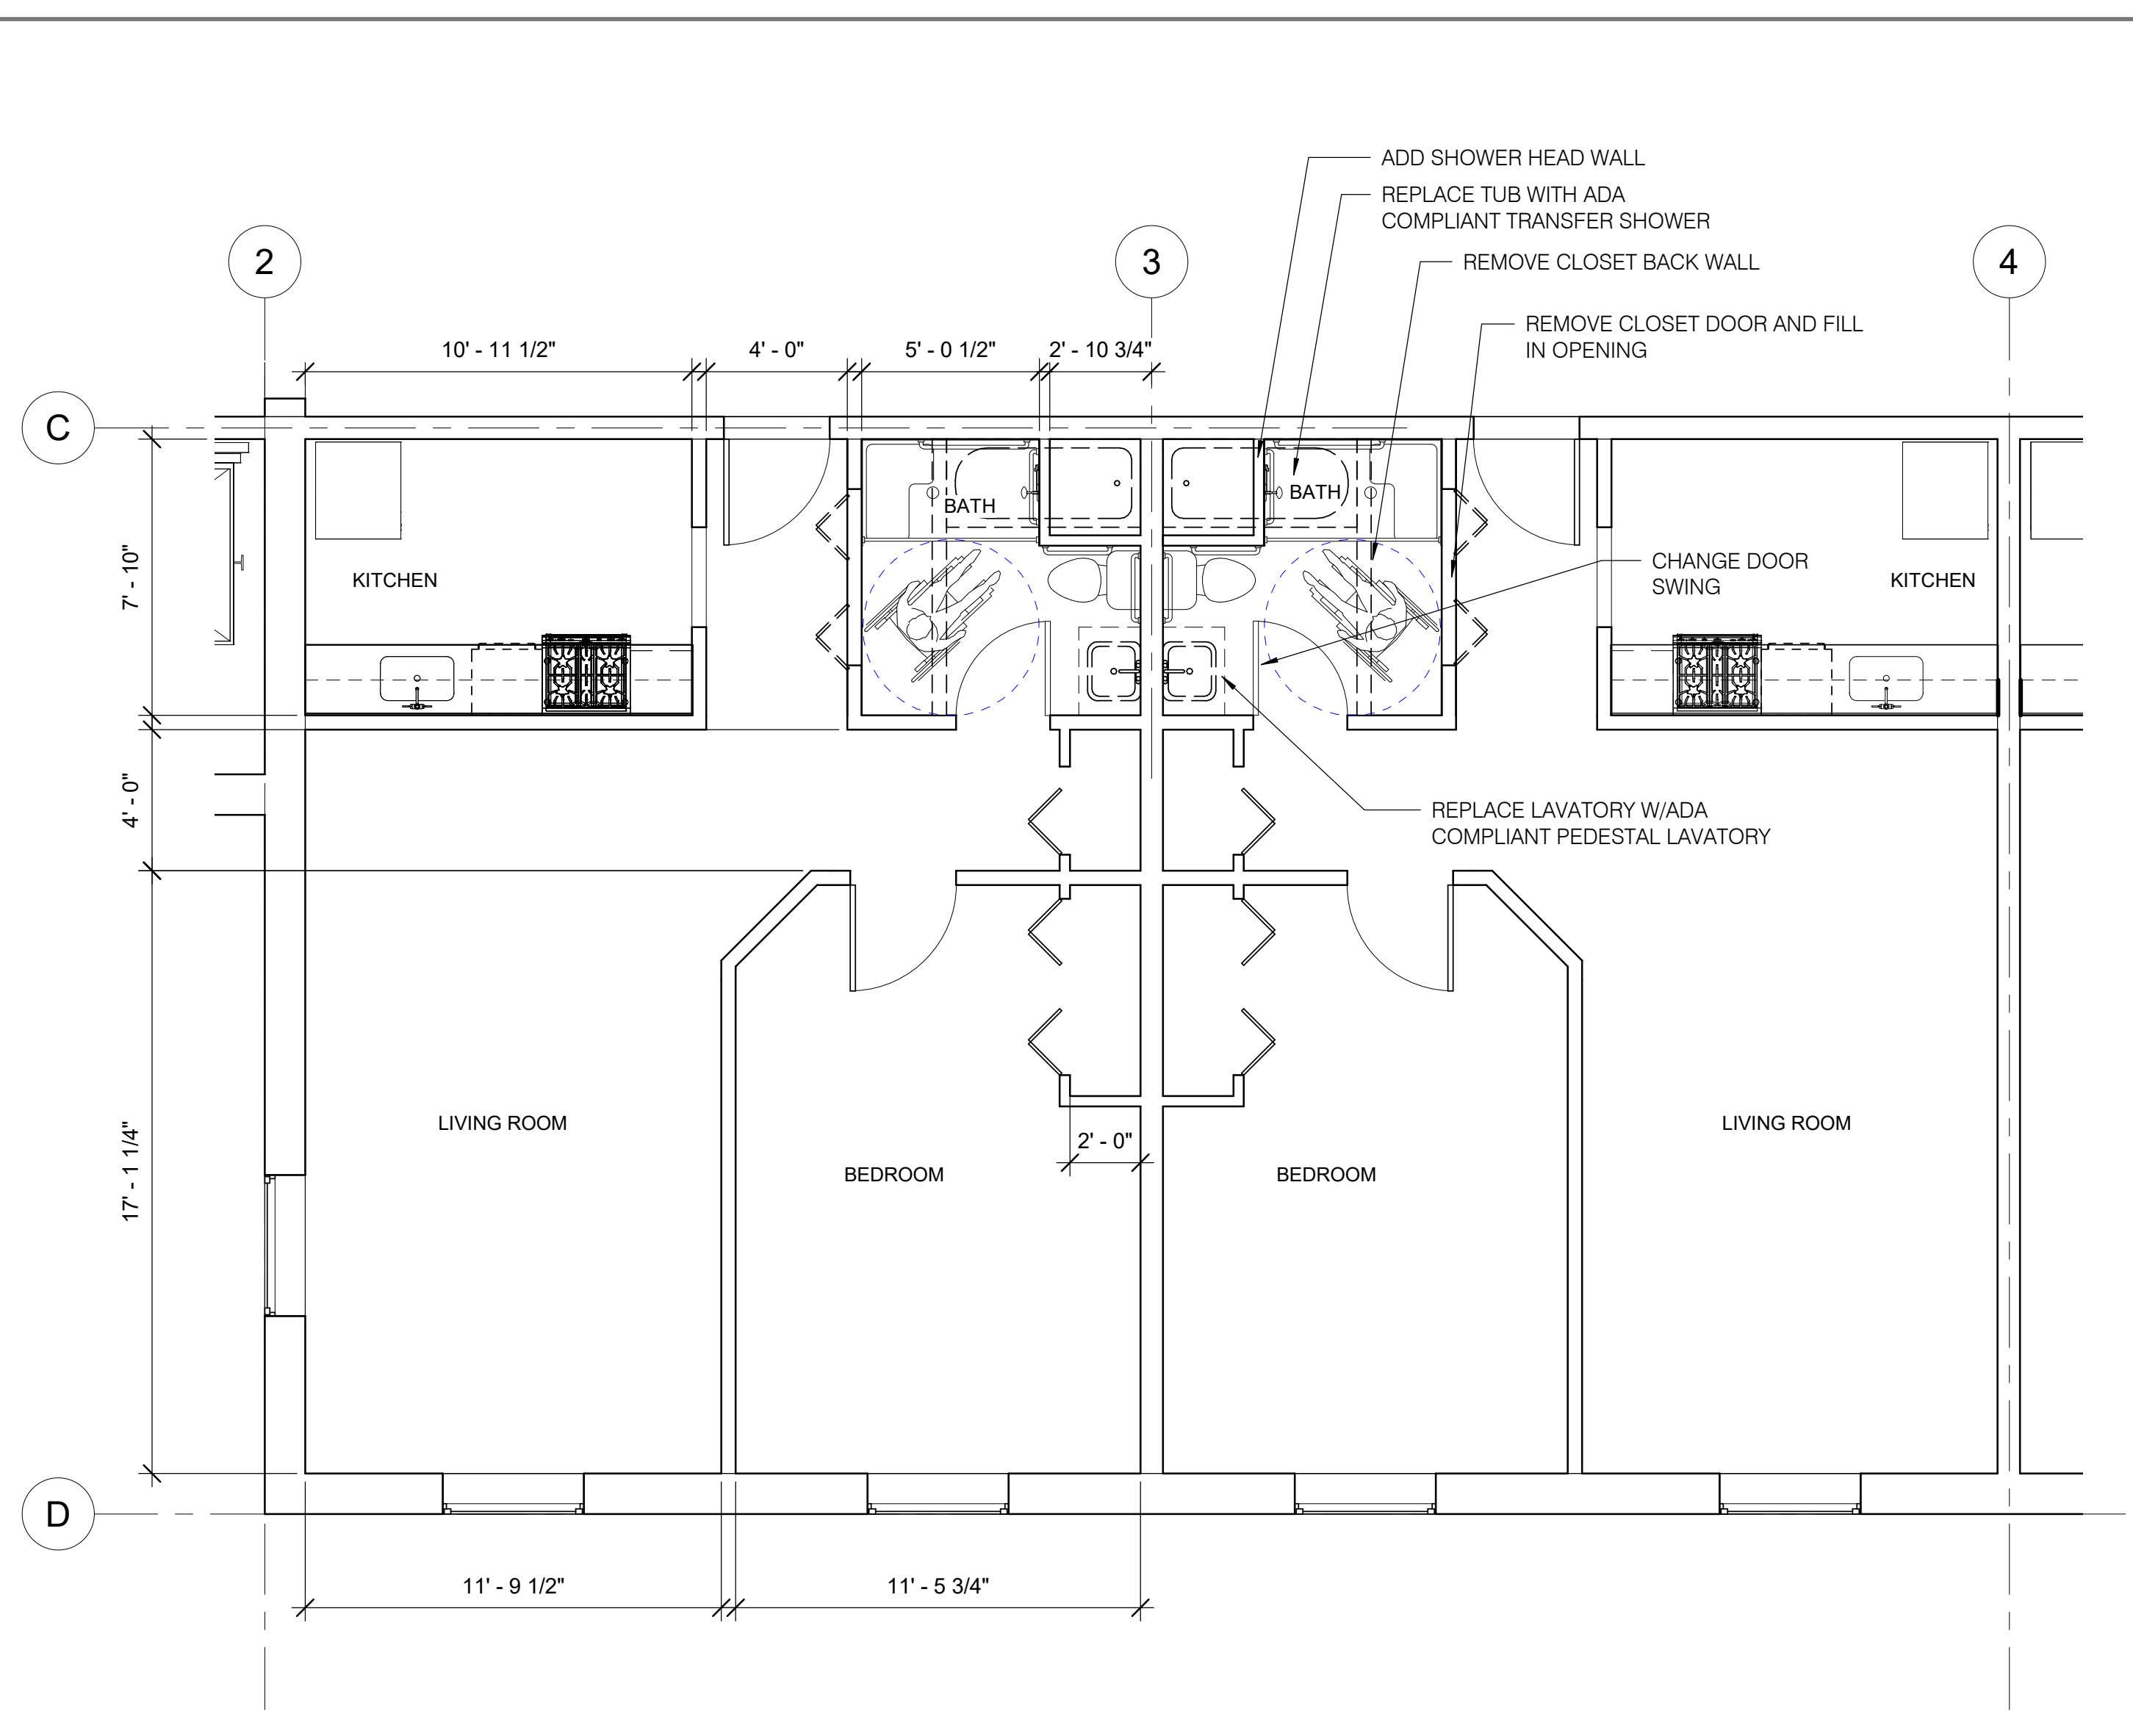 ADD SHOWER HEAD WALL
REPLACE TUB WITH ADA
COMPLIANT TRANSFER SHOWER
2
3
4
REMOVE CLOSET BACK WALL
REMOVE CLOSET DOOR AND FILL
IN OPENING
10' - 11 1/2"
4' - 0"
5' - 0 1/2"
2' - 10 3/4"
C
BATH
BATH
7' - 10"
KITCHEN
CHANGE DOOR
SWING
KITCHEN
4' - 0"
REPLACE LAVATORY W/ADA
COMPLIANT PEDESTAL LAVATORY
17' - 1 1/4"
LIVING ROOM
LIVING ROOM
2' - 0"
BEDROOM
BEDROOM
D
11' - 9 1/2"
11' - 5 3/4"